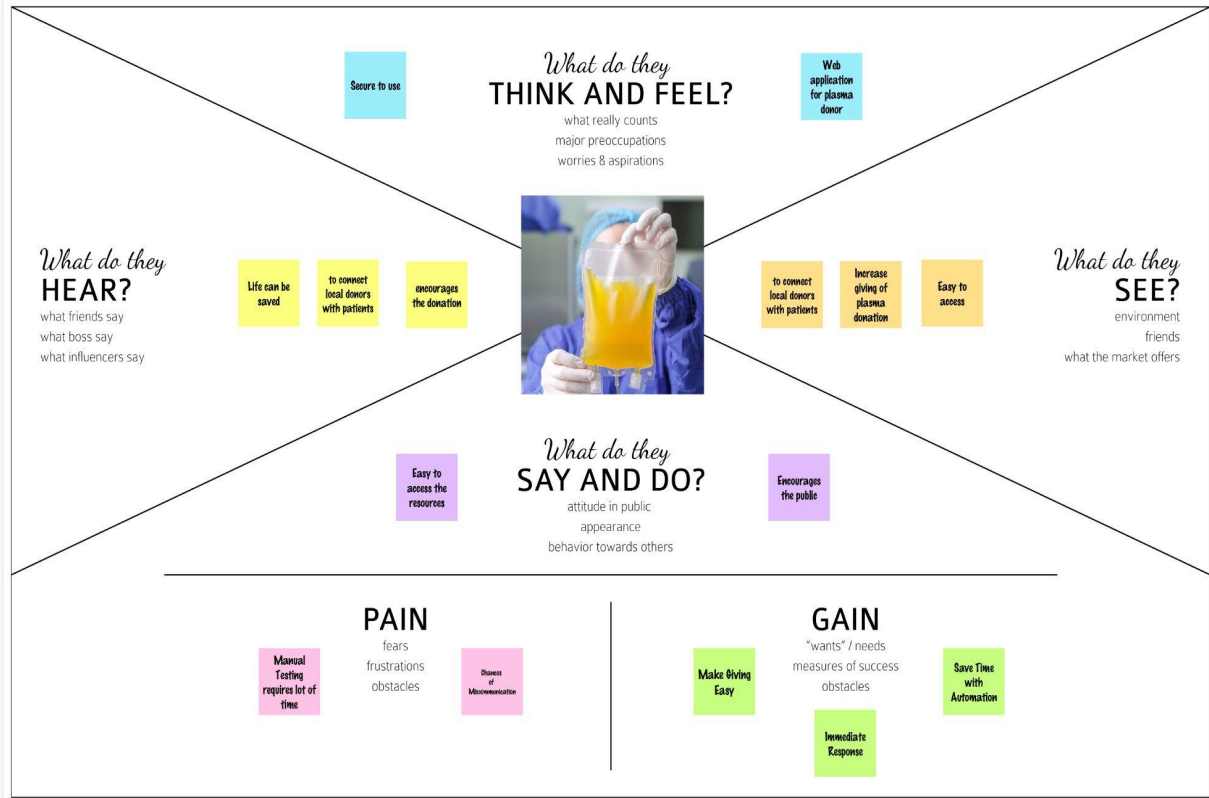 What do they
THINK AND FEEL?
what really counts
major preoccupations
worries & aspirations
Secure to use
Web
application
for plasma
donor
What do they
HEAR?
what friends say
what boss say
what influencers say
Life can be
saved
to connect
local donors
with patients
encourages
the donation
to connect
local donors
with patients
Increase
giving of
plasma
donation
Easy to
access
What do they
SEE?
environment
friends
what the market offers
What do they
SAY AND DO?
attitude in public
appearance
behavior towards others
Easy to
access the
resources
Encourages
the public
PAIN
fears
frustrations
obstacles
Manual
Testing
requires lot of
time
Chances
of
Miscommunication
GAIN
"wants" / needs
measures of success
obstacles
Make Giving
Easy
Immediate
Response
Save Time
with
Automation